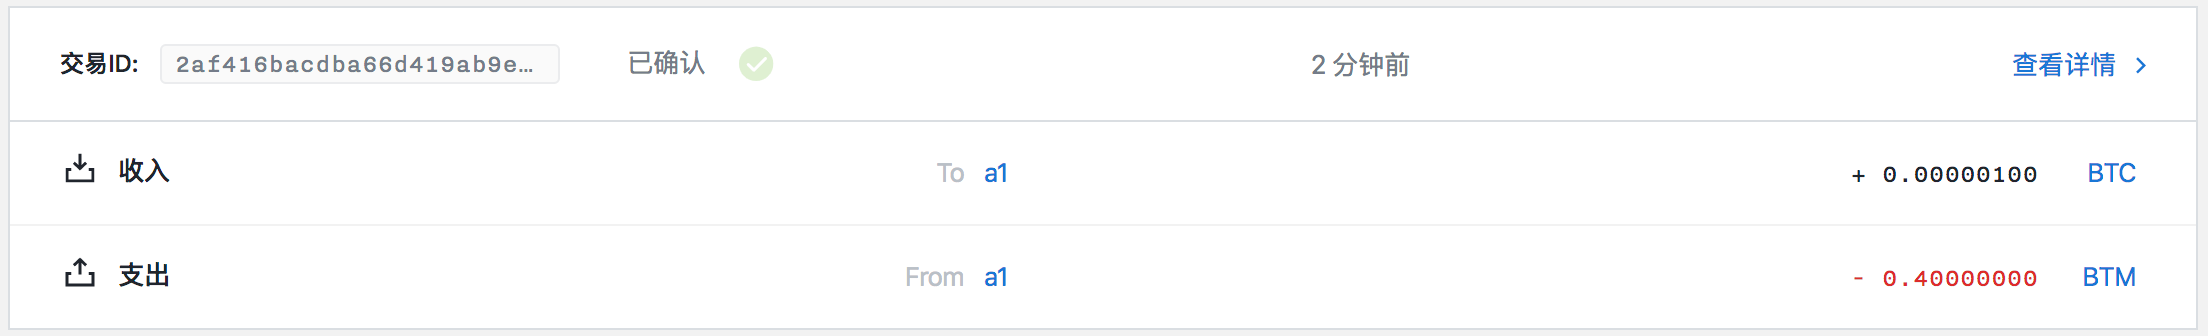 交易ID: 2af416bacdba66d419ab9e... 已确认 2 分钟前 查看详情
收入 To a1 + 0.00000100 BTC
支出 From a1 - 0.40000000 BTM